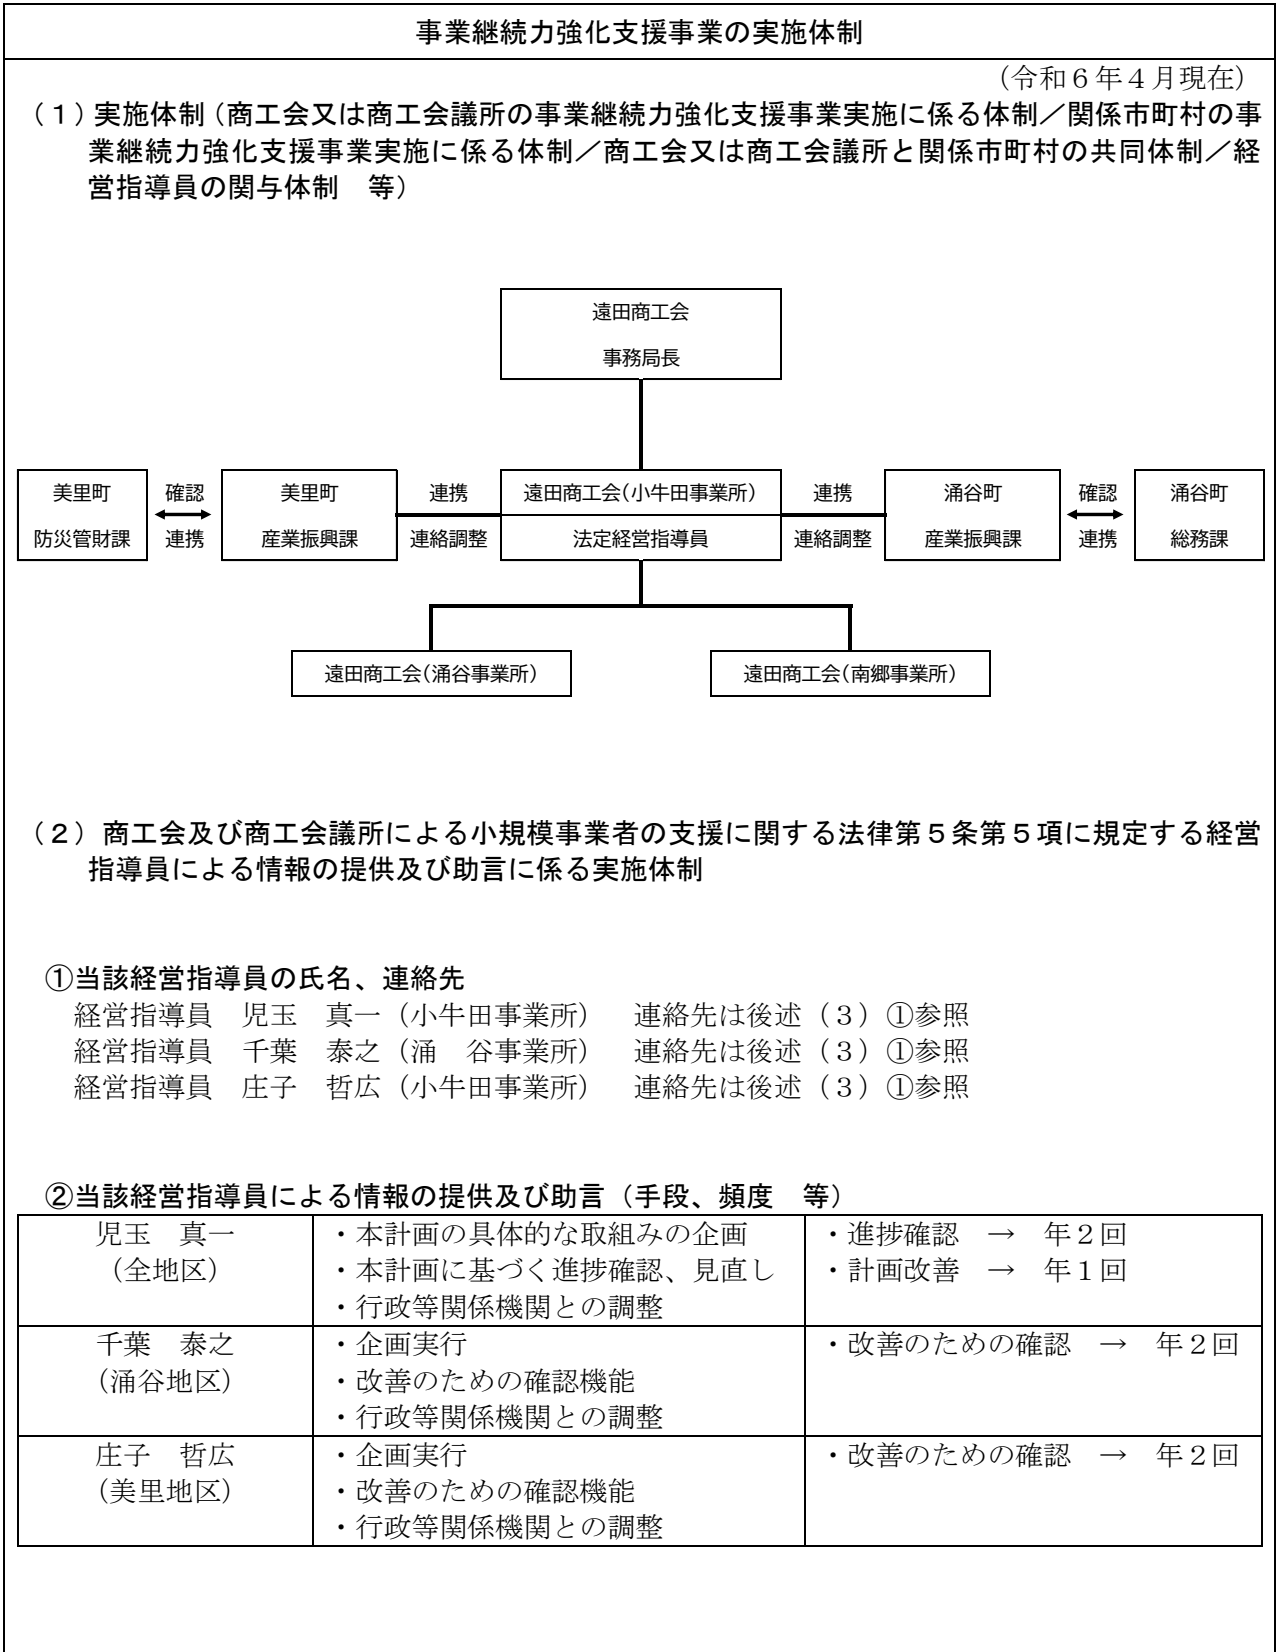 事業継続力強化支援事業の実施体制
（令和６年４月現在）
（１）実施体制（商工会又は商工会議所の事業継続力強化支援事業実施に係る体制／関係市町村の事
業継続力強化支援事業実施に係る体制／商工会又は商工会議所と関係市町村の共同体制／経
営指導員の関与体制　等）
遠田商工会
事務局長
美里町
防災管財課
確認
連携
美里町
産業振興課
連携
連絡調整
遠田商工会（小牛田事業所）
法定経営指導員
連携
連絡調整
涌谷町
産業振興課
確認
連携
涌谷町
総務課
遠田商工会（涌谷事業所）
遠田商工会（南郷事業所）
（２）商工会及び商工会議所による小規模事業者の支援に関する法律第５条第５項に規定する経営
指導員による情報の提供及び助言に係る実施体制
①当該経営指導員の氏名、連絡先
経営指導員　児玉　真一（小牛田事業所）　連絡先は後述（３）①参照
経営指導員　千葉　泰之（涌　谷事業所）　連絡先は後述（３）①参照
経営指導員　庄子　哲広（小牛田事業所）　連絡先は後述（３）①参照
②当該経営指導員による情報の提供及び助言（手段、頻度　等）
児玉　真一
（全地区）
・本計画の具体的な取組みの企画
・本計画に基づく進捗確認、見直し
・行政等関係機関との調整
・進捗確認　→　年２回
・計画改善　→　年１回
千葉　泰之
（涌谷地区）
・企画実行
・改善のための確認機能
・行政等関係機関との調整
・改善のための確認　→　年２回
庄子　哲広
（美里地区）
・企画実行
・改善のための確認機能
・行政等関係機関との調整
・改善のための確認　→　年２回